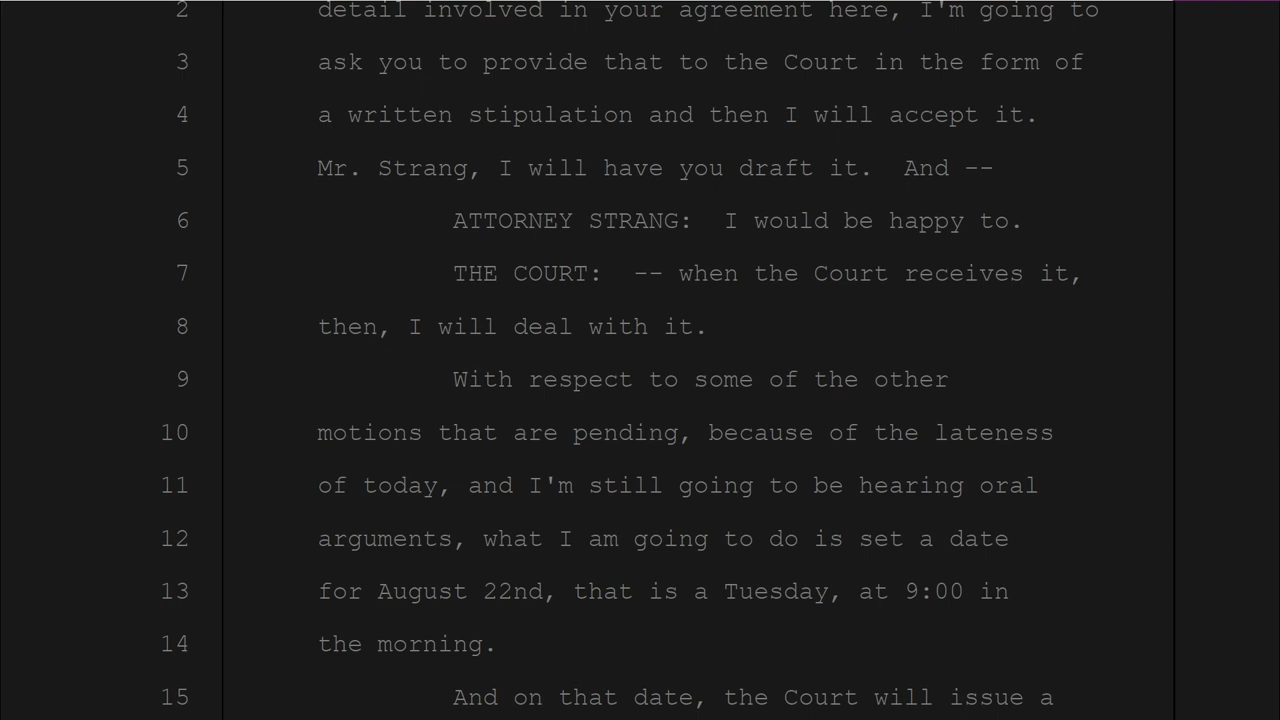 2 detail involved in your agreement here, I'm going to
3 ask you to provide that to the Court in the form of
4 a written stipulation and then I will accept it.
5 Mr. Strang, I will have you draft it.  And --
6 ATTORNEY STRANG:  I would be happy to.
7 THE COURT:  -- when the Court receives it,
8 then, I will deal with it.
9 With respect to some of the other
10 motions that are pending, because of the lateness
11 of today, and I'm still going to be hearing oral
12 arguments, what I am going to do is set a date
13 for August 22nd, that is a Tuesday, at 9:00 in
14 the morning.
15 And on that date, the Court will issue a